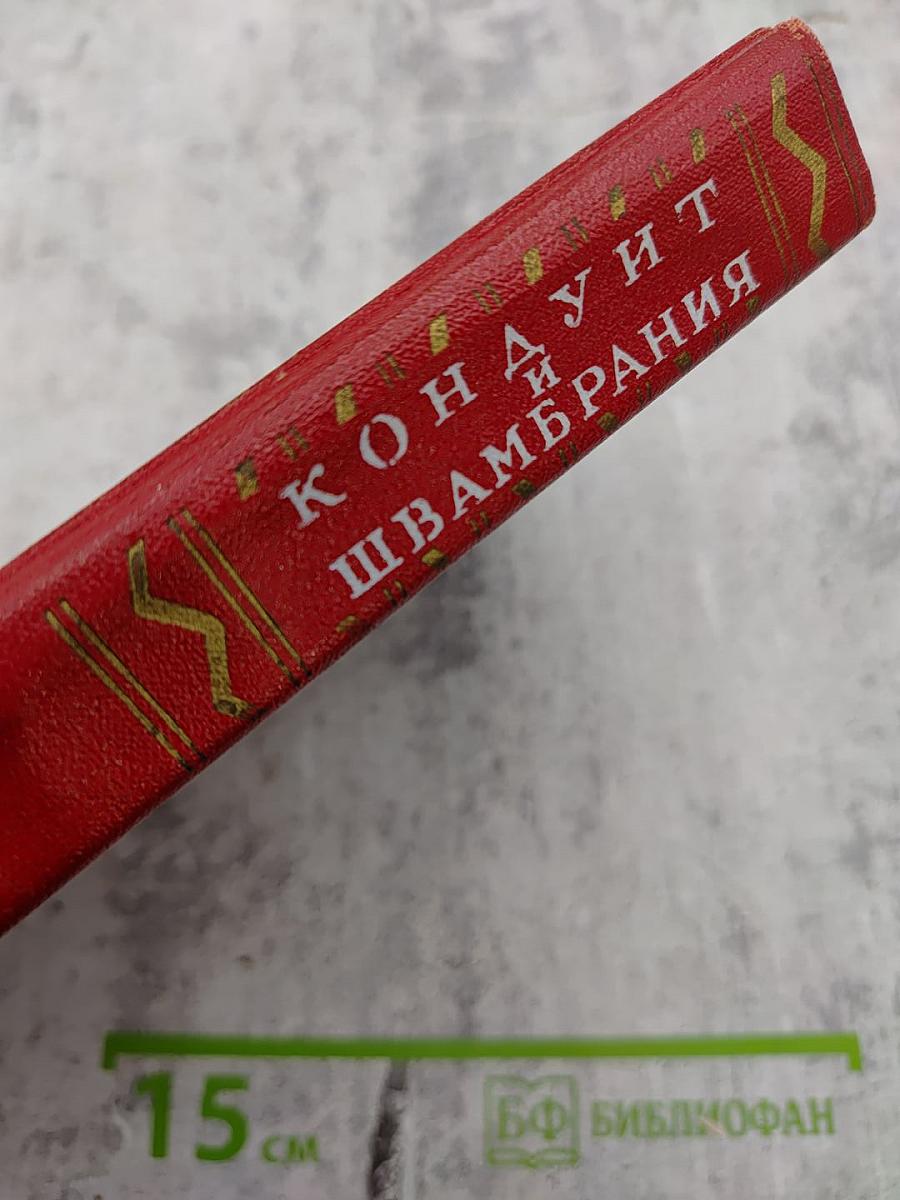 КОНДУИТ
И
ШВАМБРАНИЯ
15 см
БФ БИБЛИОФАН